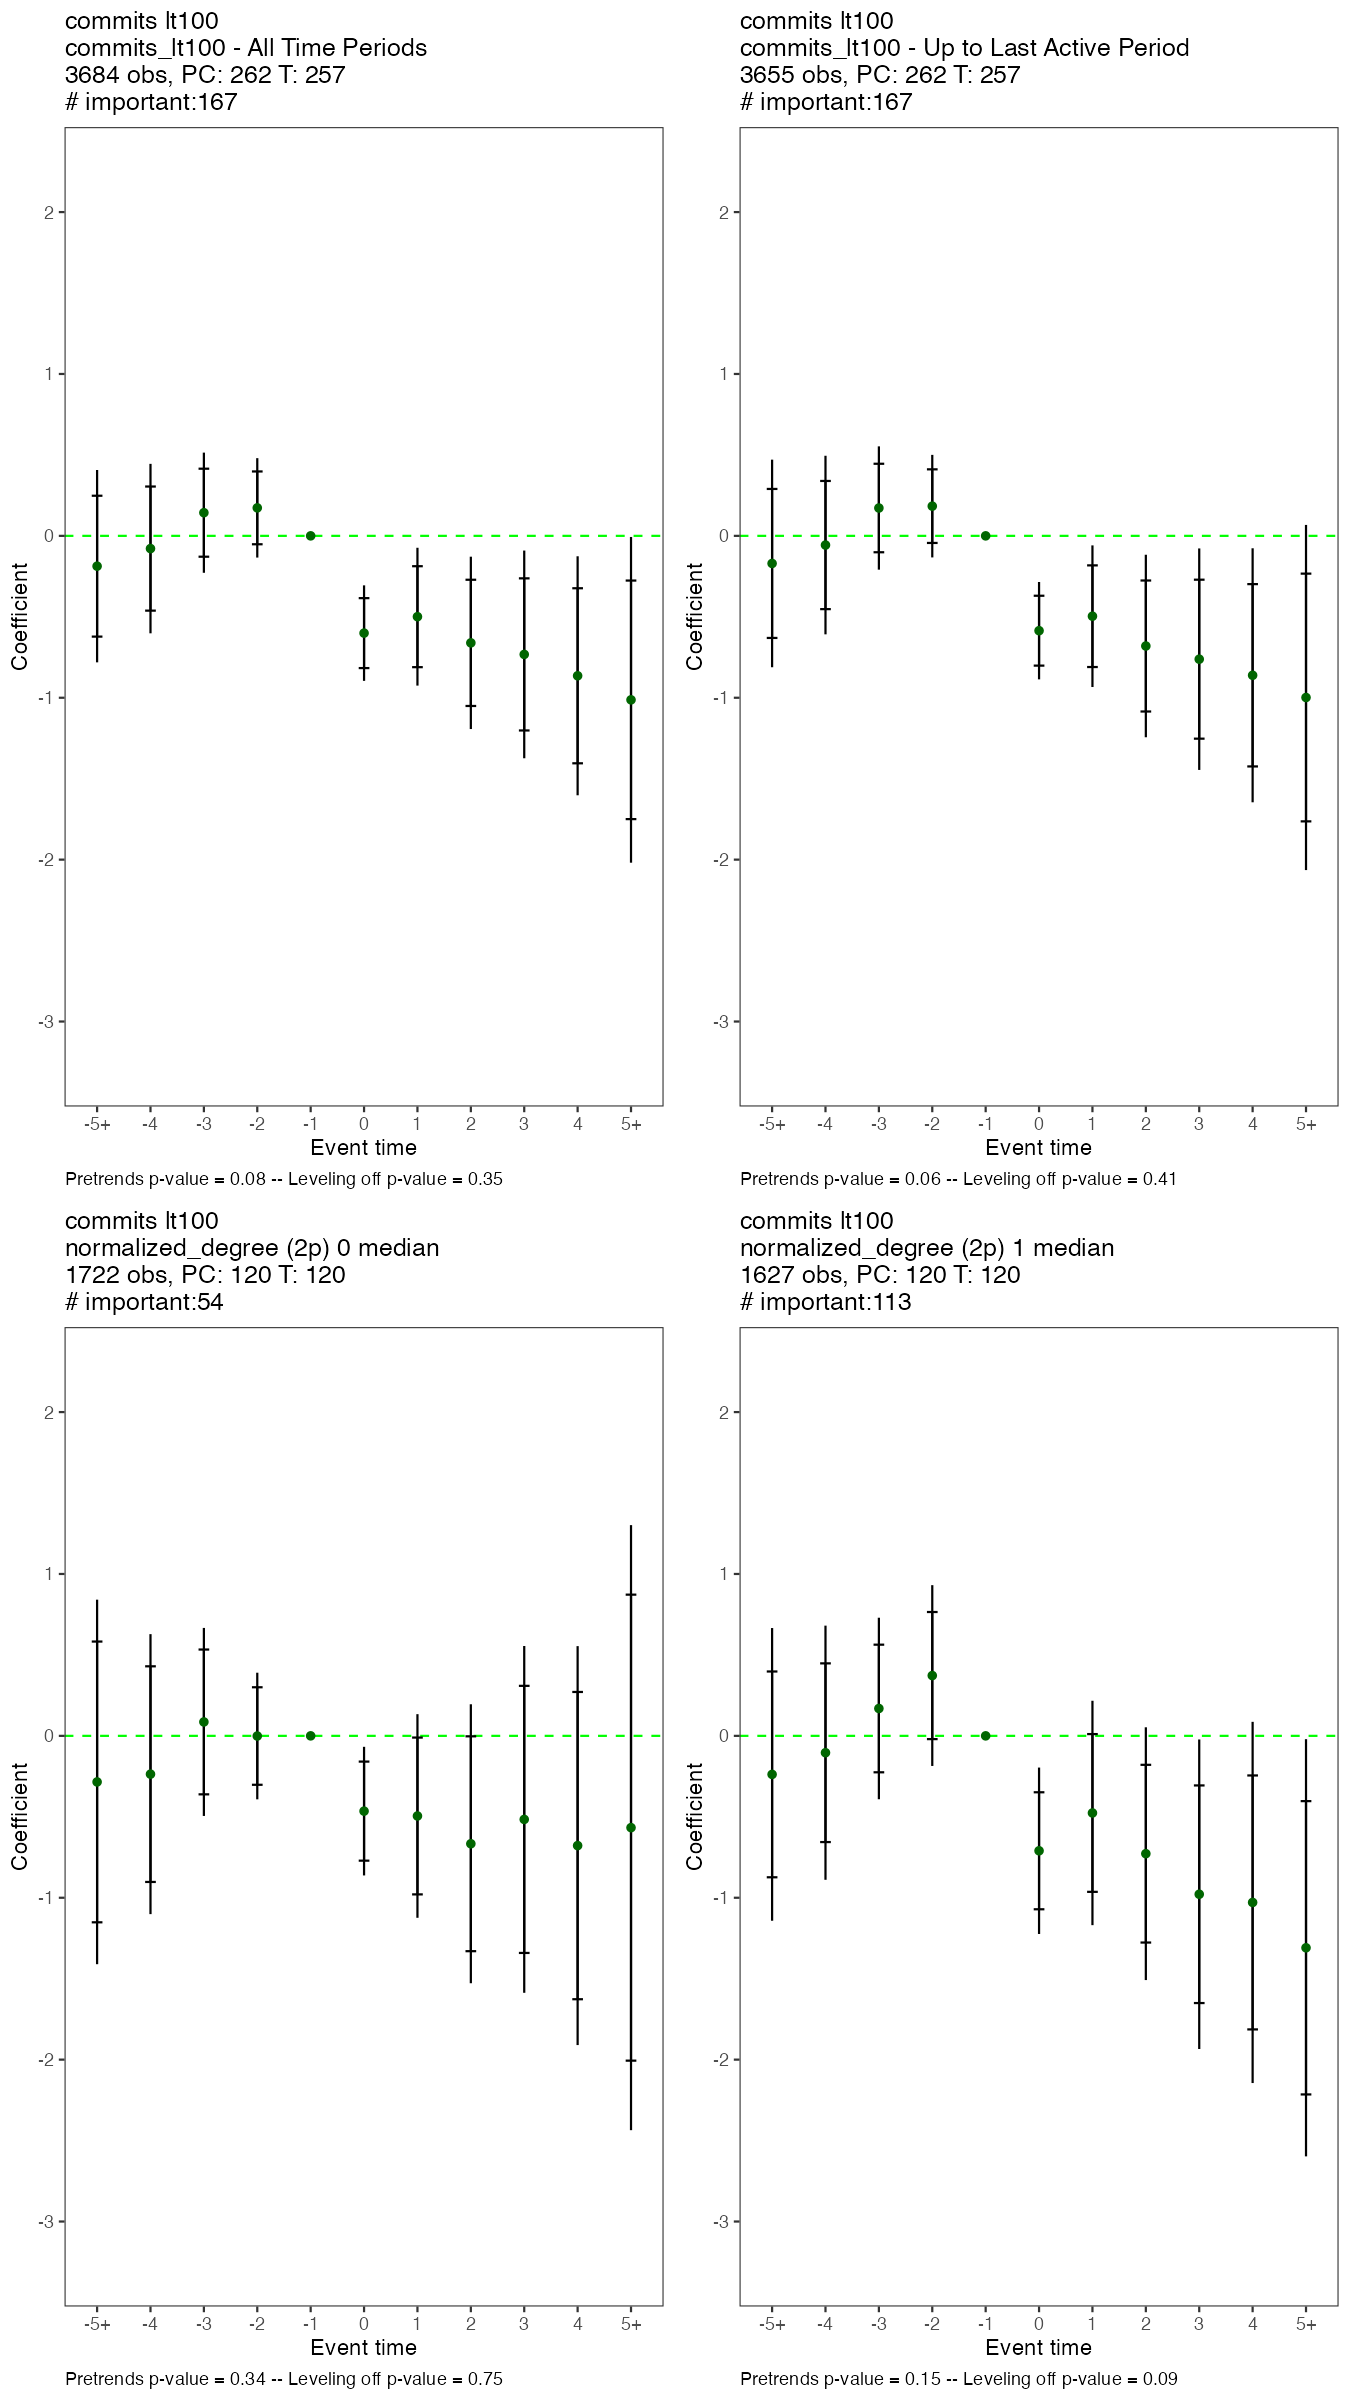 commits lt100
commits_lt100 - All Time Periods
3684 obs, PC: 262 T: 257
# important:167
2
1
0
-1
-2
-3
Coefficient
-5+ -4 -3 -2 -1 0 1 2 3 4 5+
Event time
Pretrends p-value = 0.08 -- Leveling off p-value = 0.35
commits lt100
commits_lt100 - Up to Last Active Period
3655 obs, PC: 262 T: 257
# important:167
2
1
0
-1
-2
-3
Coefficient
-5+ -4 -3 -2 -1 0 1 2 3 4 5+
Event time
Pretrends p-value = 0.06 -- Leveling off p-value = 0.41
commits lt100
normalized_degree (2p) 0 median
1722 obs, PC: 120 T: 120
# important:54
2
1
0
-1
-2
-3
Coefficient
-5+ -4 -3 -2 -1 0 1 2 3 4 5+
Event time
Pretrends p-value = 0.34 -- Leveling off p-value = 0.75
commits lt100
normalized_degree (2p) 1 median
1627 obs, PC: 120 T: 120
# important:113
2
1
0
-1
-2
-3
Coefficient
-5+ -4 -3 -2 -1 0 1 2 3 4 5+
Event time
Pretrends p-value = 0.15 -- Leveling off p-value = 0.09